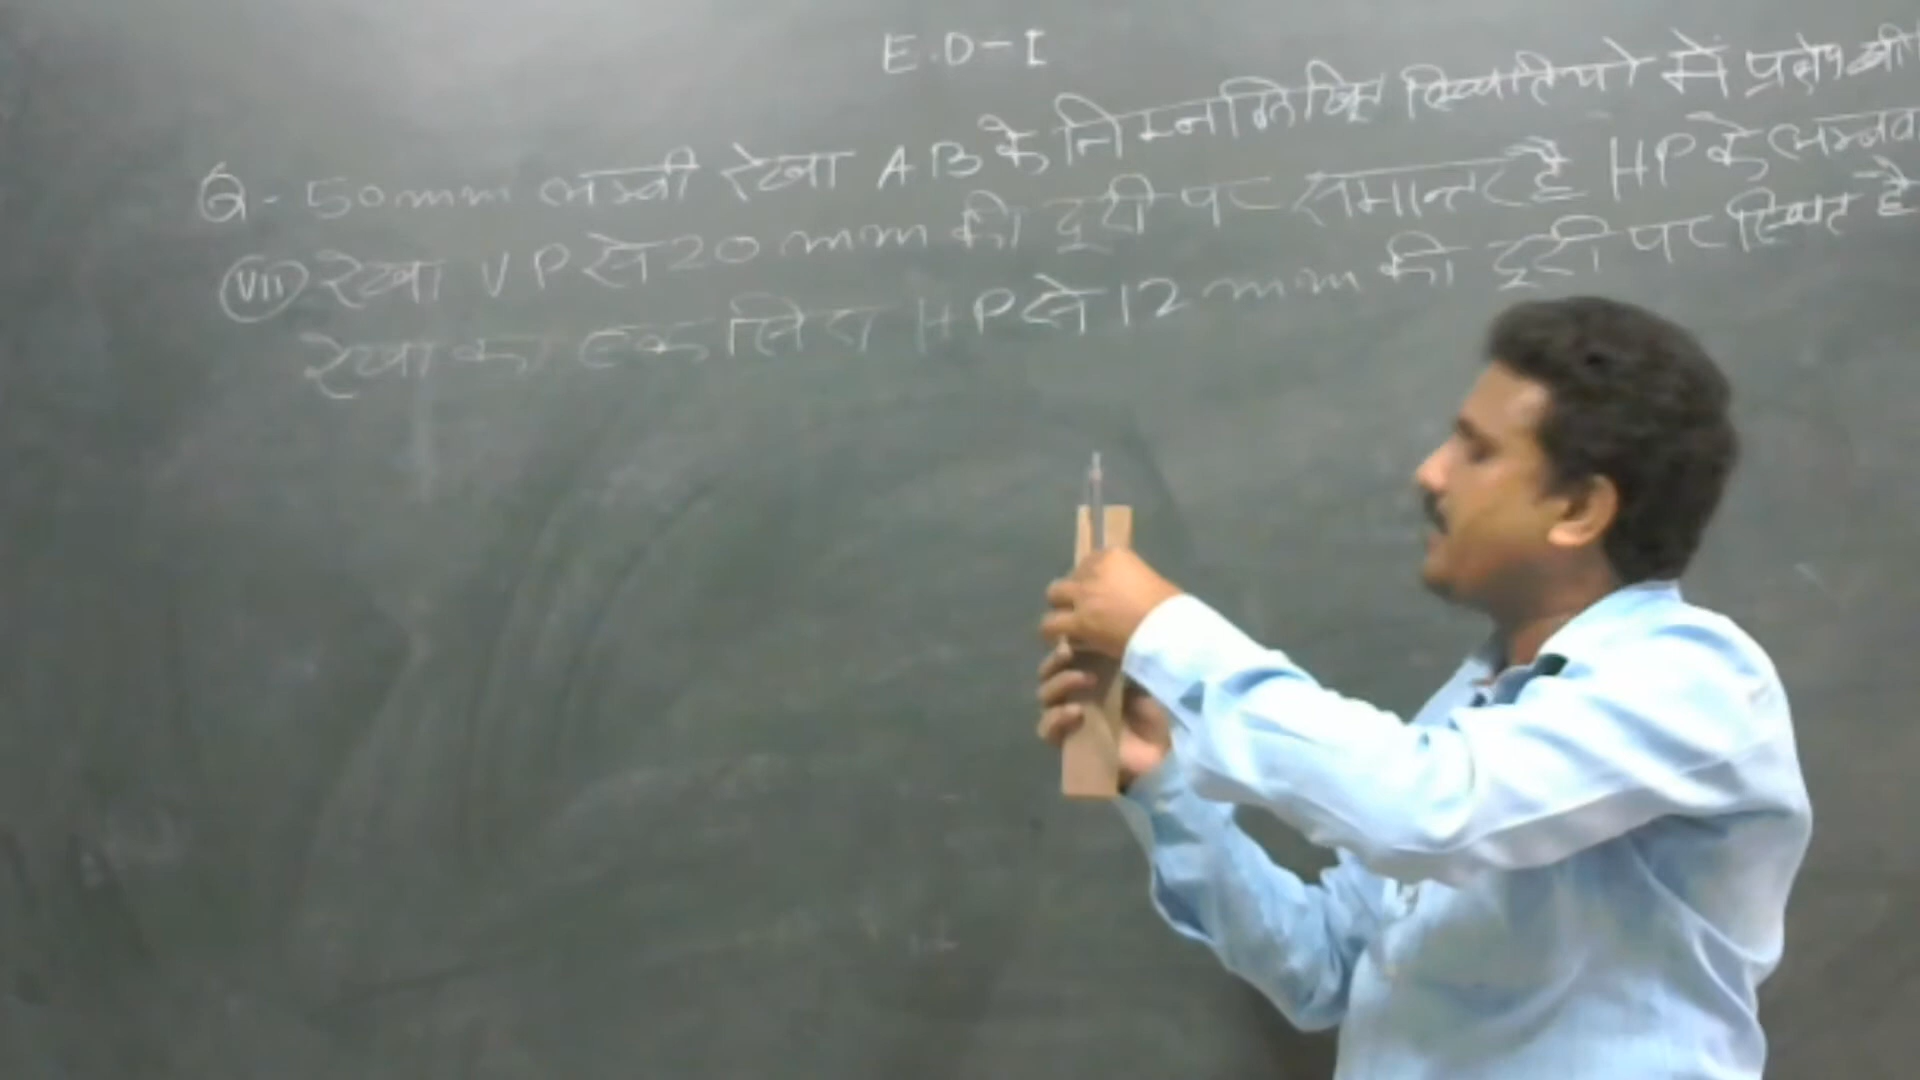 E.D-I
Q- 50mm लम्बी रेखा AB के निम्नलिखित स्थितियो में प्रक्षेप
VII रेखा VP से 20 mm की दूरी पर समान्तर है HP के लम्बव
रेखा का एक सिरा HP से 12 mm की दूरी पर स्थित है